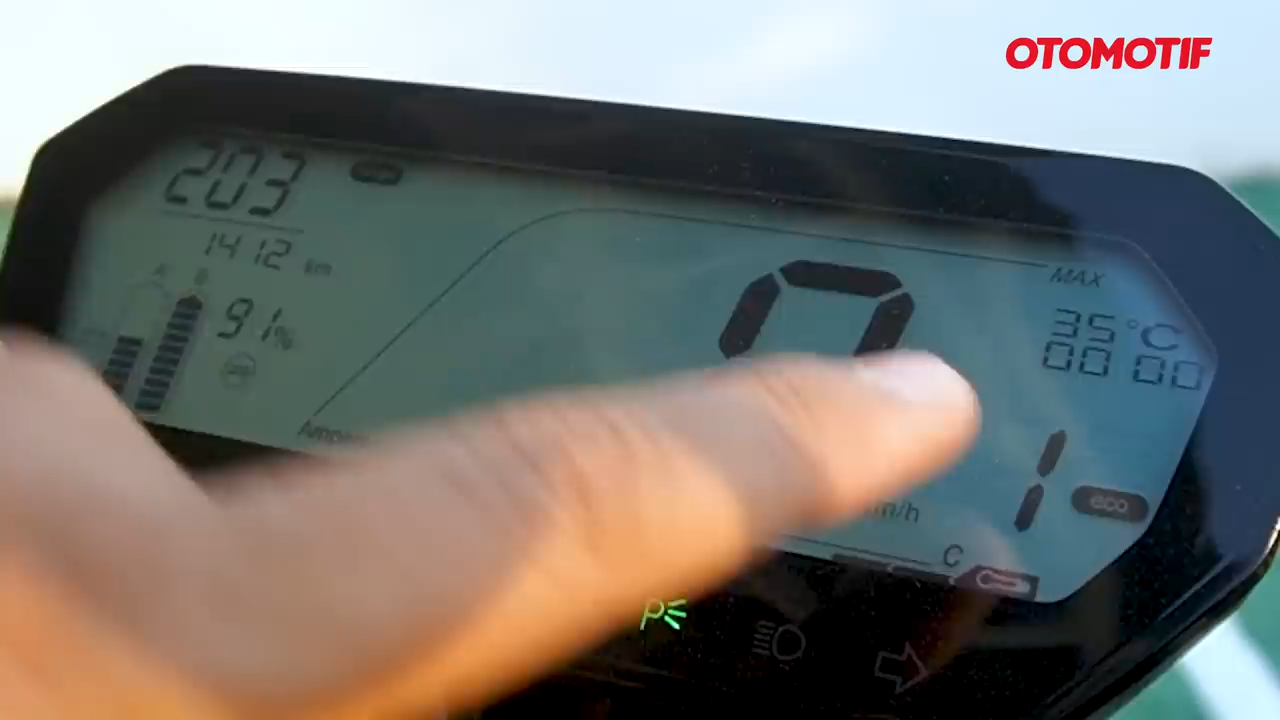 OTOMOTIF
203
1412 km
A B
91%
MAX
35°C
00 00
0
1
eco
C
P